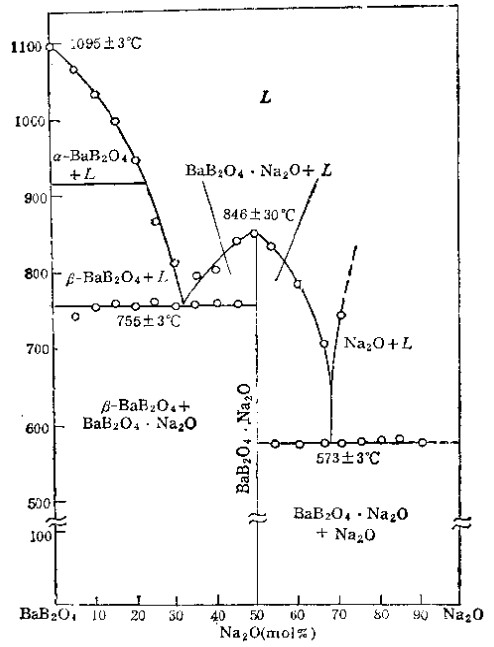 1100
1095±3℃
L
1000
α-BaB₂O₄
+L
BaB₂O₄·Na₂O+L
900
846±30℃
800
β-BaB₂O₄+L
755±3℃
700
Na₂O+L
β-BaB₂O₄+
BaB₂O₄·Na₂O
BaB₂O₄·Na₂O
600
573±3℃
500
BaB₂O₄·Na₂O
+Na₂O
100
BaB₂O₄ 10 20 30 40 50 60 70 80 90 Na₂O
Na₂O(mol%)